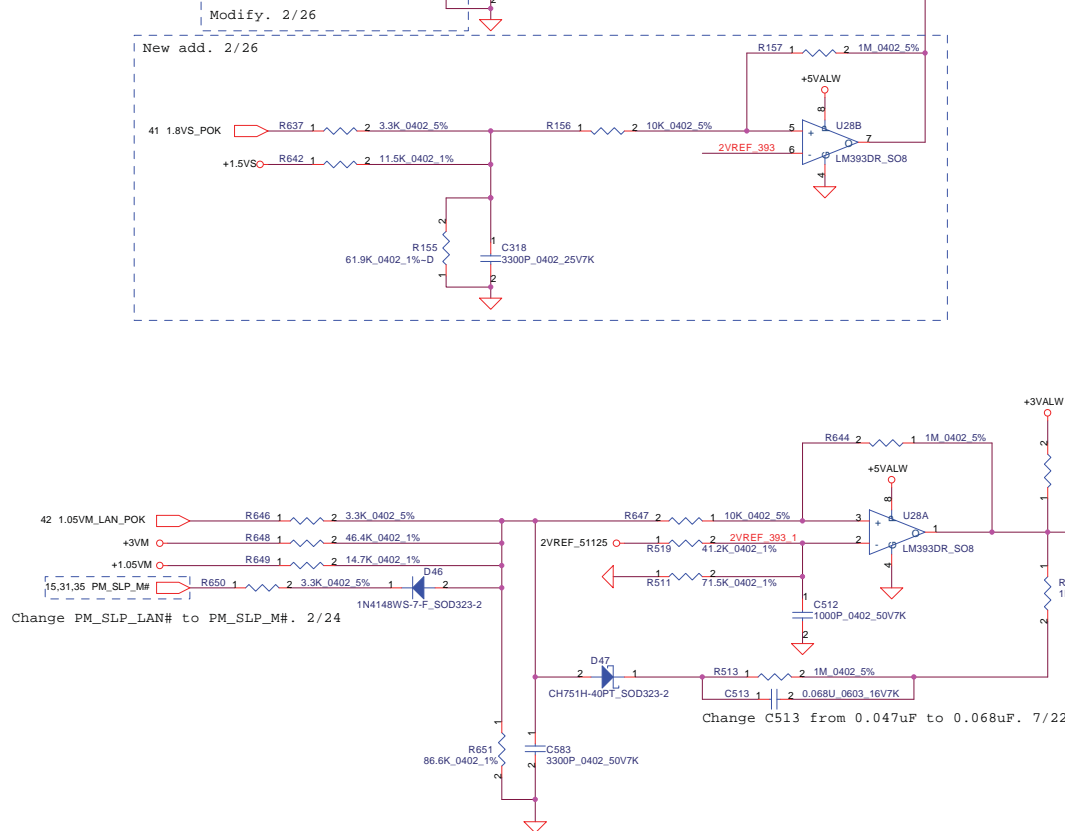 Modify. 2/26
New add. 2/26
R157 1 2 1M_0402_5%
+5VALW
8
41 1.8VS_POK R637 1 2 3.3K_0402_5% R156 1 2 10K_0402_5% 5 + U28B 7
+1.5VS R642 1 2 11.5K_0402_1% 2VREF_393 6 - LM393DR_SO8
4
2
R155
61.9K_0402_1%~D
1
1
C318
3300P_0402_25V7K
2
+3VALW
R644 2 1 1M_0402_5%
2
+5VALW
8
1
42 1.05VM_LAN_POK R646 1 2 3.3K_0402_5% R647 2 1 10K_0402_5% 3 + U28A 1
+3VM R648 1 2 46.4K_0402_1% 2VREF_51125 R519 1 2 41.2K_0402_1% 2VREF_393_1 2 - LM393DR_SO8
4
+1.05VM R649 1 2 14.7K_0402_1%
R511 1 2 71.5K_0402_1%
15,31,35 PM_SLP_M# R650 1 2 3.3K_0402_5% 1 D46 2
1N4148WS-7-F_SOD323-2
1
C512
1000P_0402_50V7K
2
R
1
2
Change PM_SLP_LAN# to PM_SLP_M#. 2/24
2 D47 1
CH751H-40PT_SOD323-2
R513 1 2 1M_0402_5%
C513 1 2 0.068U_0603_16V7K
Change C513 from 0.047uF to 0.068uF. 7/22
1
R651
86.6K_0402_1%
2
1
C583
3300P_0402_50V7K
2